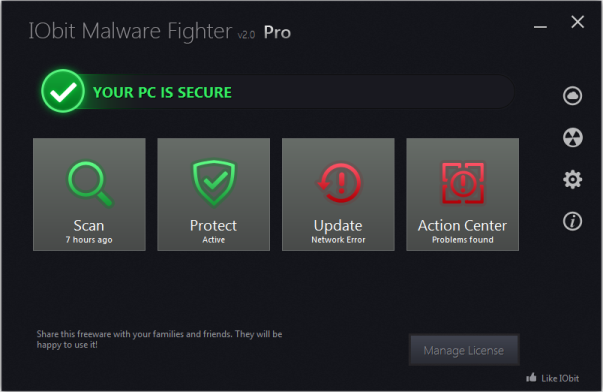 IObit Malware Fighter v2.0 Pro
YOUR PC IS SECURE
Scan
7 hours ago
Protect
Active
Update
Network Error
Action Center
Problems found
Share this freeware with your families and friends. They will be
happy to use it!
Manage License
Like IObit